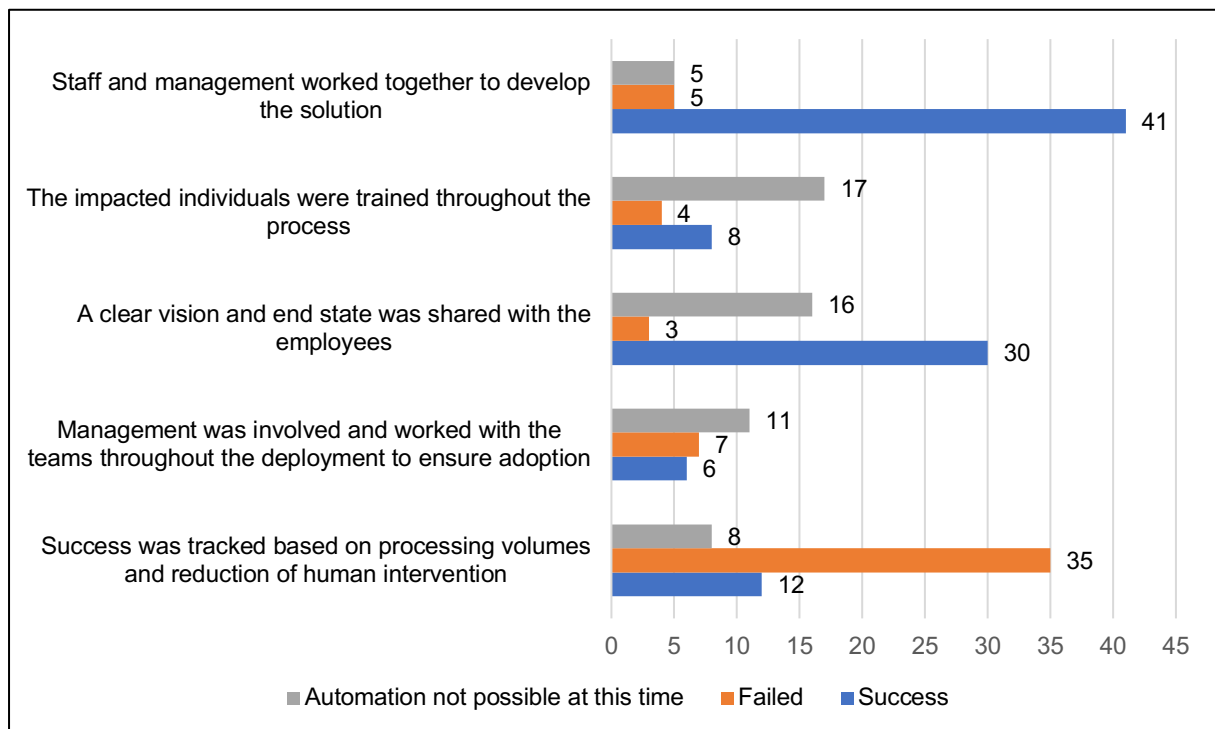 Staff and management worked together to develop
the solution
5
5
41
The impacted individuals were trained throughout the
process
17
4
8
A clear vision and end state was shared with the
employees
16
3
30
Management was involved and worked with the
teams throughout the deployment to ensure adoption
11
7
6
Success was tracked based on processing volumes
and reduction of human intervention
8
35
12
0 5 10 15 20 25 30 35 40 45
Automation not possible at this time Failed Success